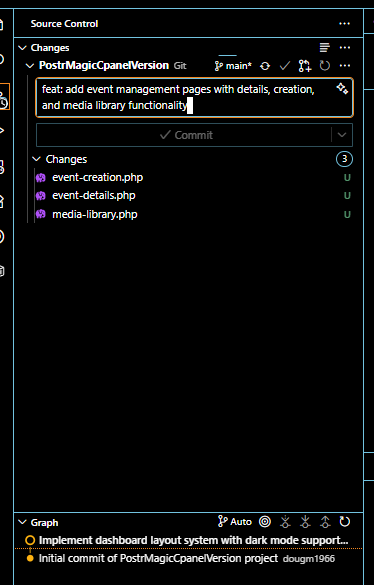 Source Control
Changes
PostrMagicCpanelVersion Git main*
feat: add event management pages with details, creation,
and media library functionality
Commit
Changes 3
event-creation.php U
event-details.php U
media-library.php U
Graph Auto
Implement dashboard layout system with dark mode support...
Initial commit of PostrMagicCpanelVersion project dougm1966